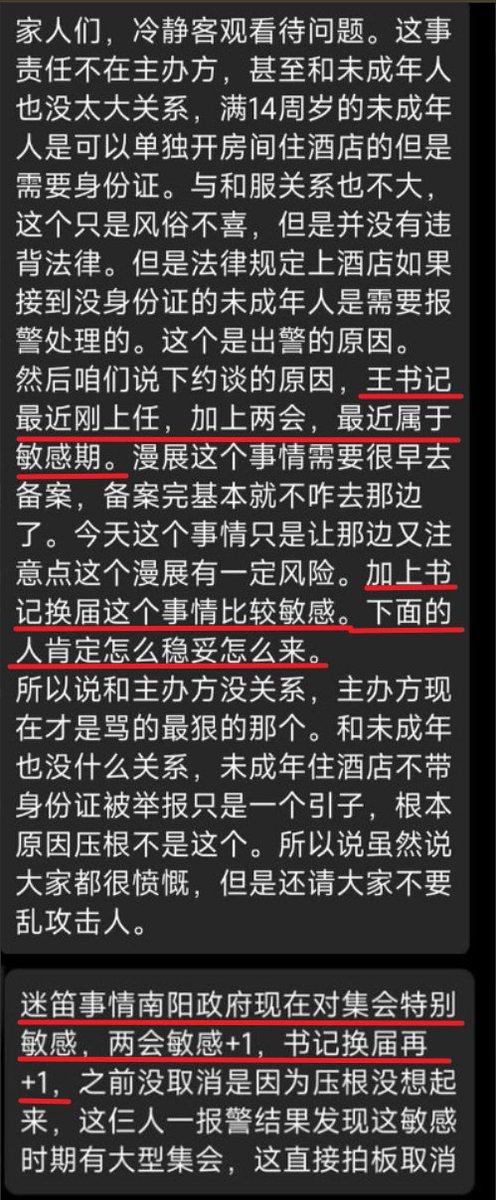 家人们，冷静客观看待问题。这事
责任不在主办方，甚至和未成年人
也没太大关系，满14周岁的未成年
人是可以单独开房间住酒店的但是
需要身份证。与和服关系也不大，
这个只是风俗不喜，但是并没有违
背法律。但是法律规定上酒店如果
接到没身份证的未成年人是需要报
警处理的。这个是出警的原因。
然后咱们说下约谈的原因，王书记
最近刚上任，加上两会，最近属于
敏感期。漫展这个事情需要很早去
备案，备案完基本就不咋去那边
了。今天这个事情只是让那边又注
意点这个漫展有一定风险。加上书
记换届这个事情比较敏感。下面的
人肯定怎么稳妥怎么来。
所以说和主办方没关系，主办方现
在才是骂的最狠的那个。和未成年
也没什么关系，未成年住酒店不带
身份证被举报只是一个引子，根本
原因压根不是这个。所以说虽然说
大家都很愤慨，但是还请大家不要
乱攻击人。
迷笛事情南阳政府现在对集会特别
敏感，两会敏感+1，书记换届再
+1，之前没取消是因为压根没想起
来，这仨人一报警结果发现这敏感
时期有大型集会，这直接拍板取消